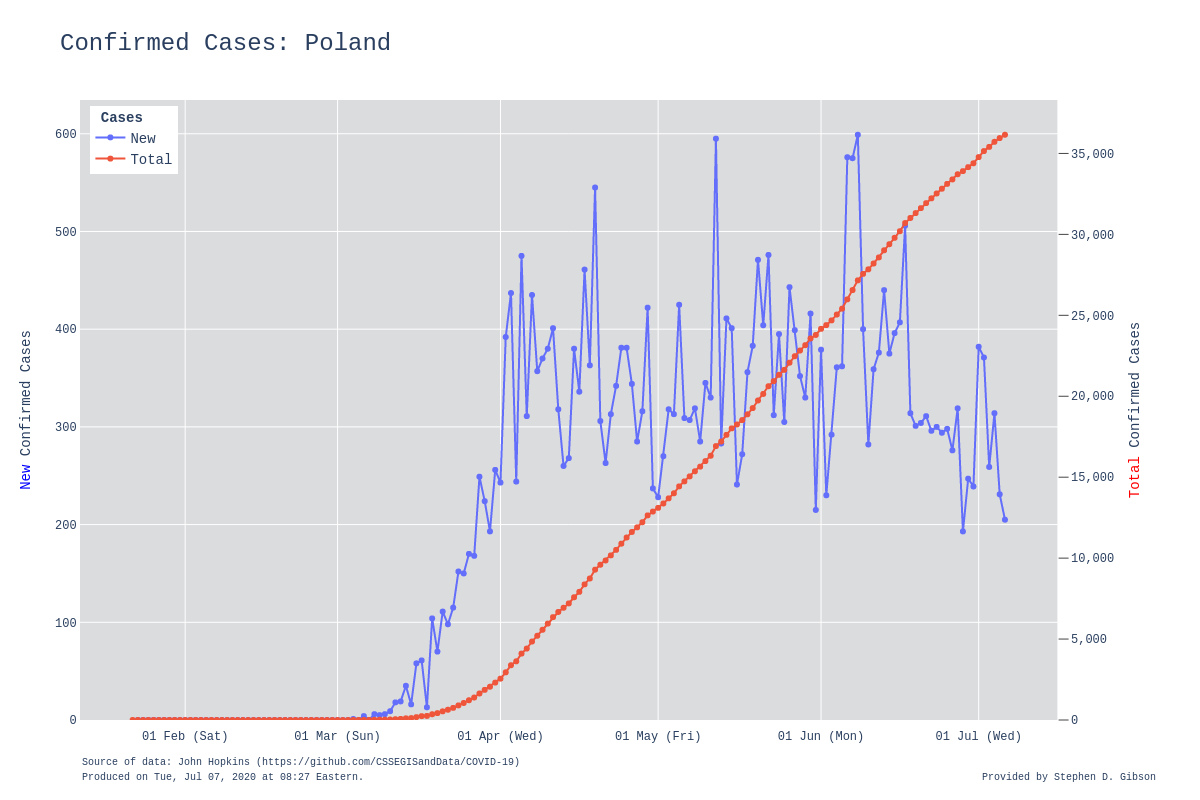 Confirmed Cases: Poland
Cases
New
Total
600
500
400
300
200
100
0
New Confirmed Cases
35,000
30,000
25,000
20,000
15,000
10,000
5,000
0
Total Confirmed Cases
01 Feb (Sat) 01 Mar (Sun) 01 Apr (Wed) 01 May (Fri) 01 Jun (Mon) 01 Jul (Wed)
Source of data: John Hopkins (https://github.com/CSSEGISandData/COVID-19)
Produced on Tue, Jul 07, 2020 at 08:27 Eastern.
Provided by Stephen D. Gibson